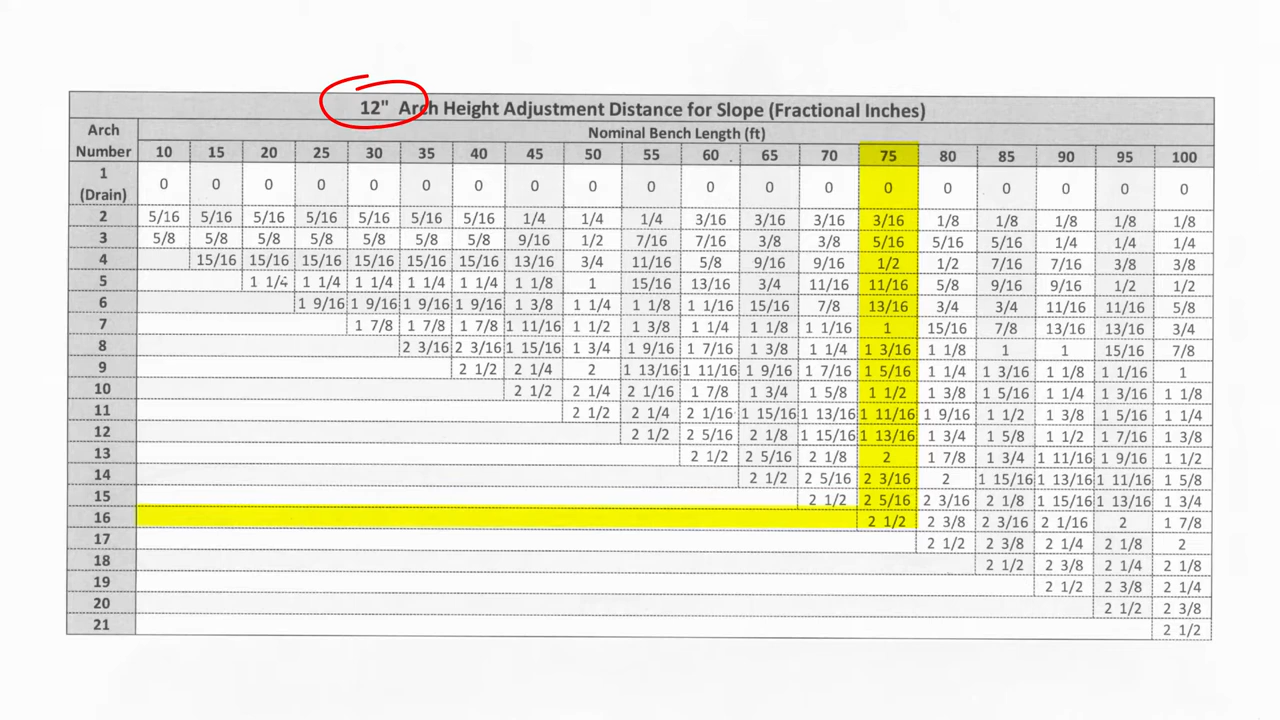 12" Arch Height Adjustment Distance for Slope (Fractional Inches)
Arch Number Nominal Bench Length (ft)
10 15 20 25 30 35 40 45 50 55 60 65 70 75 80 85 90 95 100
1 (Drain) 0 0 0 0 0 0 0 0 0 0 0 0 0 0 0 0 0 0 0
2 5/16 5/16 5/16 5/16 5/16 5/16 5/16 1/4 1/4 1/4 3/16 3/16 3/16 3/16 1/8 1/8 1/8 1/8 1/8
3 5/8 5/8 5/8 5/8 5/8 5/8 5/8 9/16 1/2 7/16 7/16 3/8 3/8 5/16 5/16 5/16 1/4 1/4 1/4
4 15/16 15/16 15/16 15/16 15/16 15/16 13/16 3/4 11/16 5/8 9/16 9/16 1/2 1/2 7/16 7/16 3/8 3/8
5 1 1/4 1 1/4 1 1/4 1 1/4 1 1/4 1 1/8 1 15/16 13/16 3/4 11/16 11/16 5/8 9/16 9/16 1/2 1/2
6 1 9/16 1 9/16 1 9/16 1 9/16 1 3/8 1 1/4 1 1/8 1 1/16 15/16 7/8 13/16 3/4 3/4 11/16 11/16 5/8
7 1 7/8 1 7/8 1 7/8 1 11/16 1 1/2 1 3/8 1 1/4 1 1/8 1 1/16 1 15/16 7/8 13/16 13/16 3/4
8 2 3/16 2 3/16 1 15/16 1 3/4 1 9/16 1 7/16 1 3/8 1 1/4 1 3/16 1 1/8 1 1 15/16 7/8
9 2 1/2 2 1/4 2 1 13/16 1 11/16 1 9/16 1 7/16 1 5/16 1 1/4 1 3/16 1 1/8 1 1/16 1
10 2 1/2 2 1/4 2 1/16 1 7/8 1 3/4 1 5/8 1 1/2 1 3/8 1 5/16 1 1/4 1 3/16 1 1/8
11 2 1/2 2 1/4 2 1/16 1 15/16 1 13/16 1 11/16 1 9/16 1 1/2 1 3/8 1 5/16 1 1/4
12 2 1/2 2 5/16 2 1/8 1 15/16 1 13/16 1 3/4 1 5/8 1 1/2 1 7/16 1 3/8
13 2 1/2 2 5/16 2 1/8 2 1 7/8 1 3/4 1 11/16 1 9/16 1 1/2
14 2 1/2 2 5/16 2 3/16 2 1 15/16 1 13/16 1 11/16 1 5/8
15 2 1/2 2 5/16 2 3/16 2 1/8 1 15/16 1 13/16 1 3/4
16 2 1/2 2 3/8 2 3/16 2 1/16 2 1 7/8
17 2 1/2 2 3/8 2 1/4 2 1/8 2
18 2 1/2 2 3/8 2 1/4 2 1/8
19 2 1/2 2 3/8 2 1/4
20 2 1/2 2 3/8
21 2 1/2